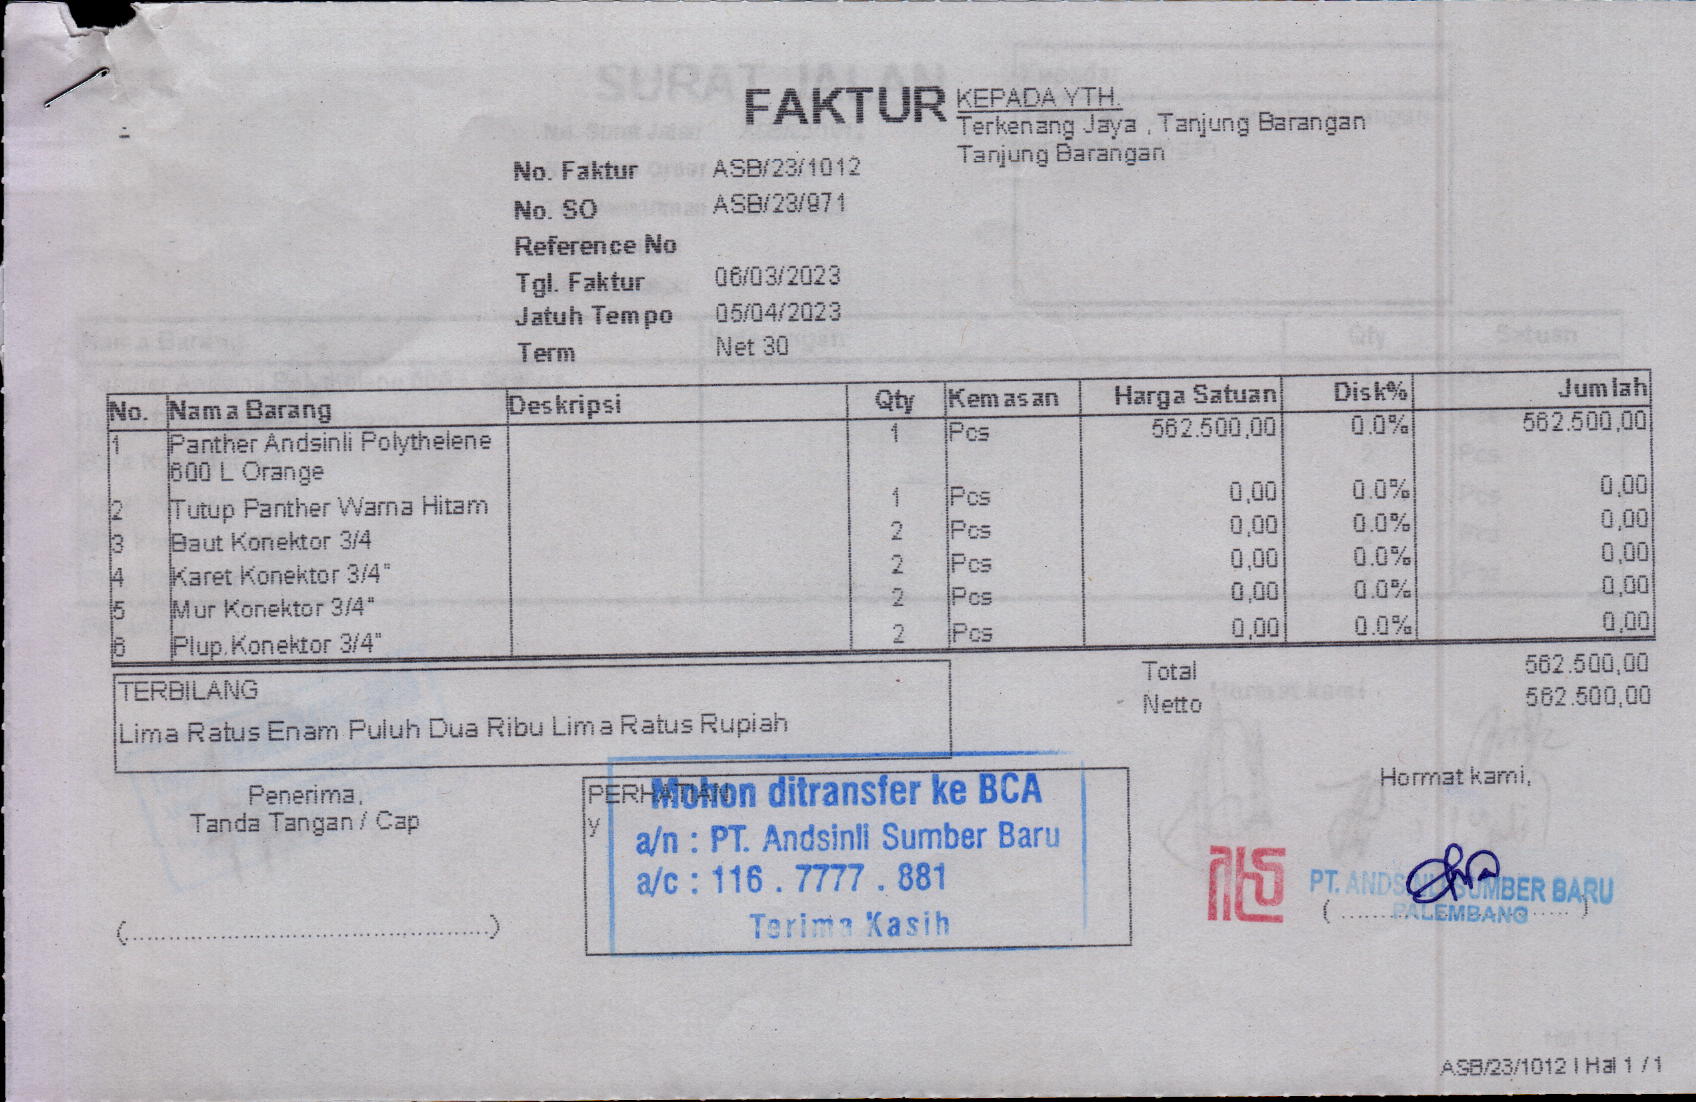 FAKTUR
KEPADA YTH.
Terkenang Jaya , Tanjung Barangan
Tanjung Barangan
No. Faktur ASB/23/1012
No. SO ASB/23/971
Reference No
Tgl. Faktur 06/03/2023
Jatuh Tempo 05/04/2023
Term Net 30
No. Nama Barang Deskripsi Qty Kemasan Harga Satuan Disk% Jumlah
1 Panther Andsinli Polythelene 1 Pcs 562.500,00 0.0% 562.500,00
600 L Orange
2 Tutup Panther Warna Hitam 1 Pcs 0,00 0.0% 0,00
3 Baut Konektor 3/4 2 Pcs 0,00 0.0% 0,00
4 Karet Konektor 3/4" 2 Pcs 0,00 0.0% 0,00
5 Mur Konektor 3/4" 2 Pcs 0,00 0.0% 0,00
6 Plup.Konektor 3/4" 2 Pcs 0,00 0.0% 0,00
Total 562.500,00
Netto 562.500,00
TERBILANG
Lima Ratus Enam Puluh Dua Ribu Lima Ratus Rupiah
Penerima,
Tanda Tangan / Cap
(................................................)
PERHATIAN
y
Mohon ditransfer ke BCA
a/n : PT. Andsinli Sumber Baru
a/c : 116 . 7777 . 881
Terima Kasih
Hormat kami,
PT. ANDSINLI SUMBER BARU
PALEMBANG
ASB/23/1012 | Hal 1 / 1